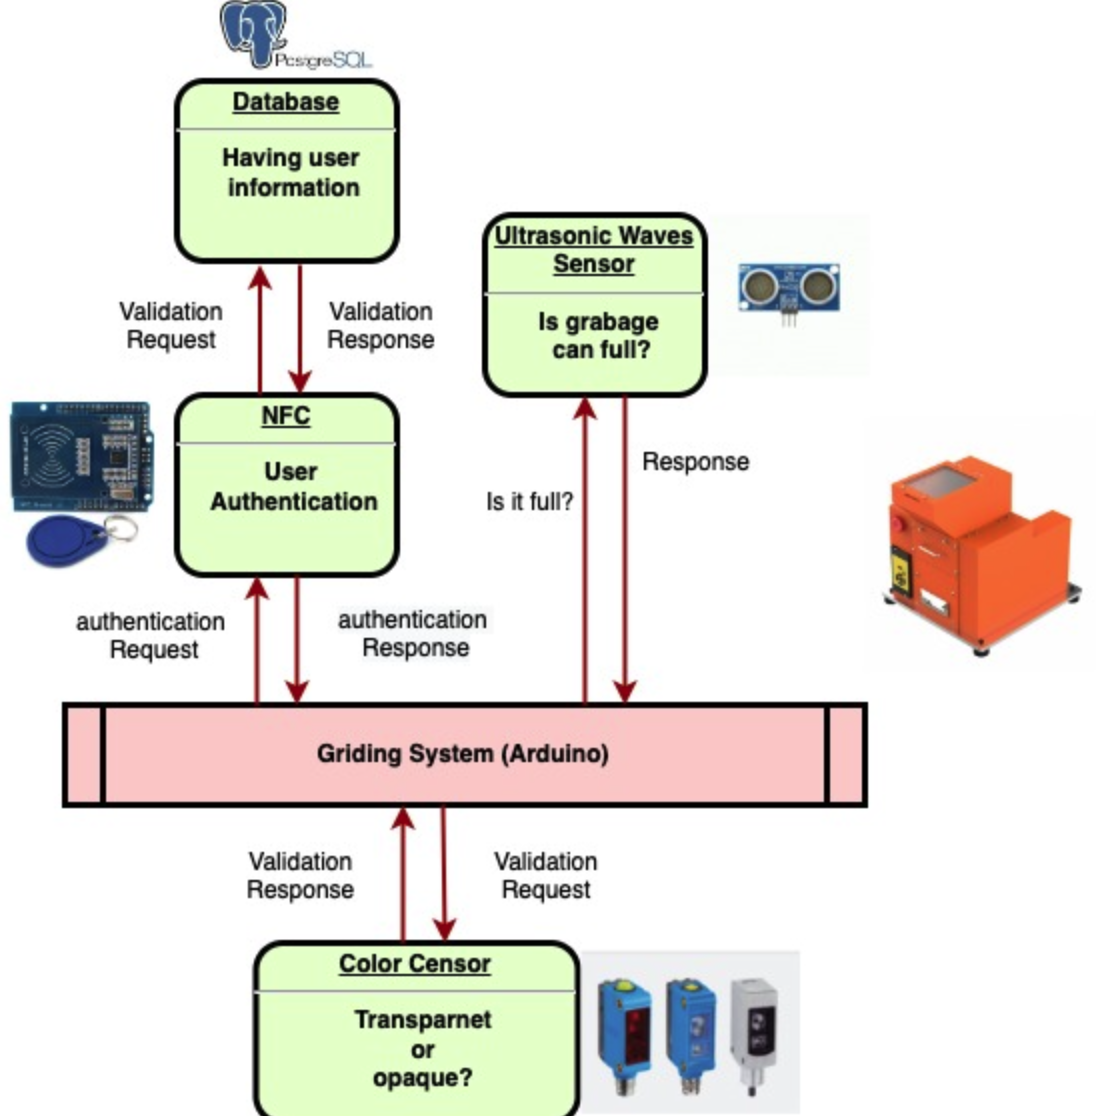 PostgreSQL
Database
Having user
information
Validation
Request
Validation
Response
Ultrasonic Waves
Sensor
Is grabage
can full?
NFC
User
Authentication
Is it full?
Response
authentication
Request
authentication
Response
Griding System (Arduino)
Validation
Response
Validation
Request
Color Censor
Transparnet
or
opaque?